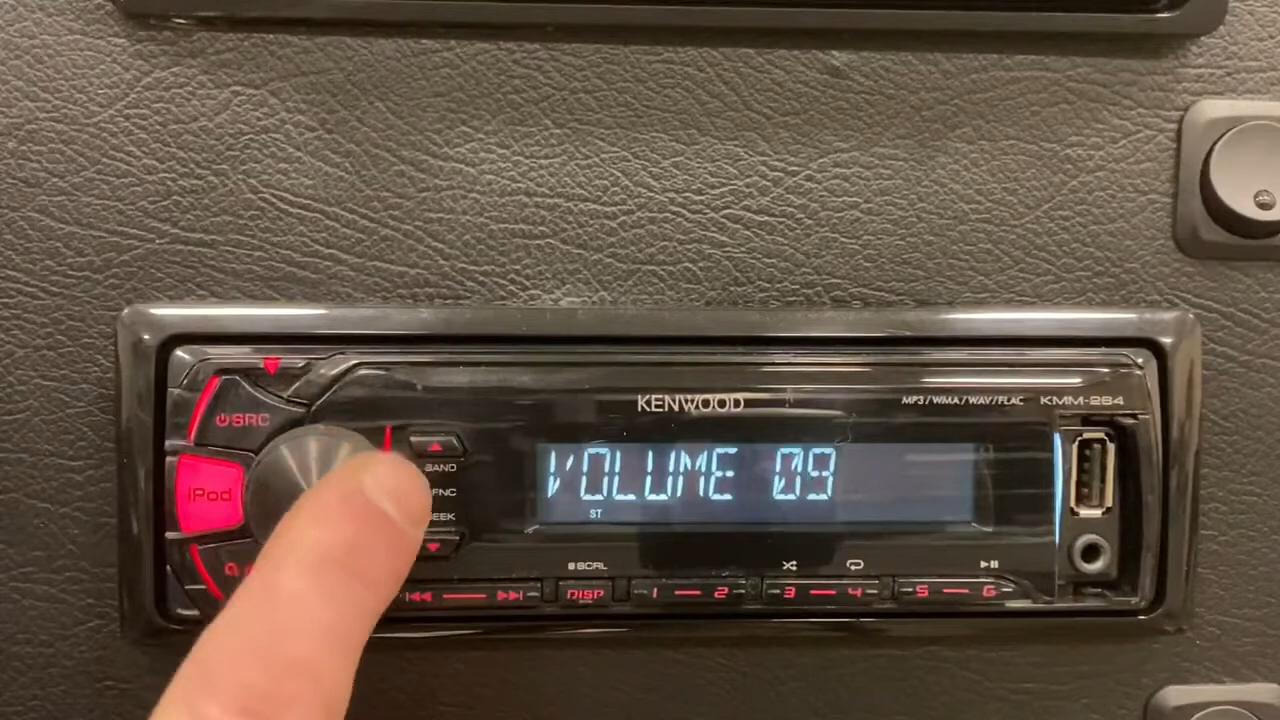 KENWOOD
MP3/WMA/WAV/FLAC KMM-264
SRC
iPod
BAND
FNC
SEEK
VOLUME 09
ST
SCRL
DISP
1 2 3 4 5 6